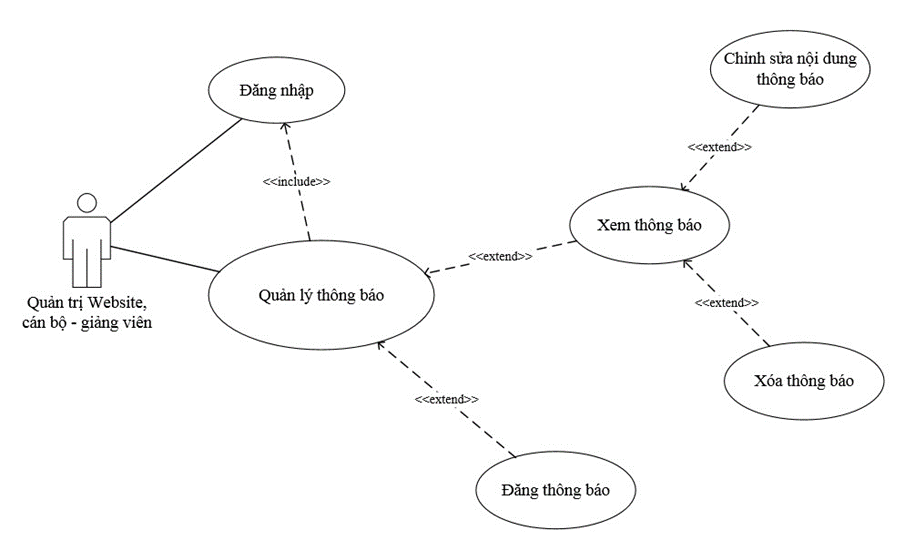 Đăng nhập
Chỉnh sửa nội dung
thông báo
<<extend>>
<<include>>
Xem thông báo
<<extend>>
Quản lý thông báo
Quản trị Website,
cán bộ - giảng viên
<<extend>>
Xóa thông báo
<<extend>>
Đăng thông báo